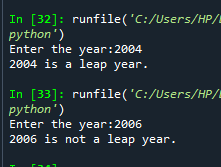 In [32]: runfile('C:/Users/HP/
python')
Enter the year:2004
2004 is a leap year.
In [33]: runfile('C:/Users/HP/
python')
Enter the year:2006
2006 is not a leap year.